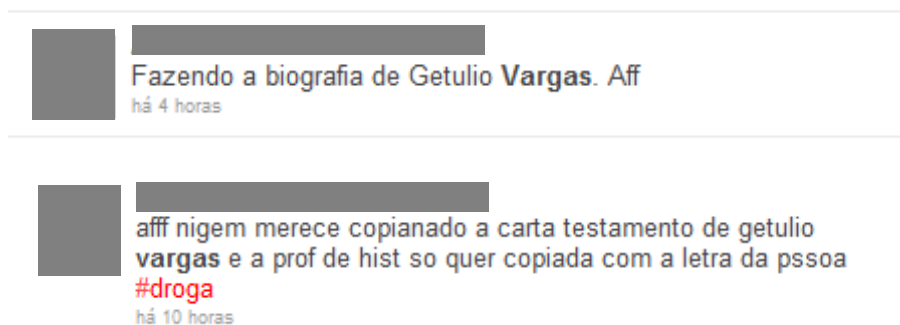 Fazendo a biografia de Getulio Vargas. Aff
há 4 horas
afff nigem merece copianado a carta testamento de getulio
vargas e a prof de hist so quer copiada com a letra da pssoa
#droga
há 10 horas